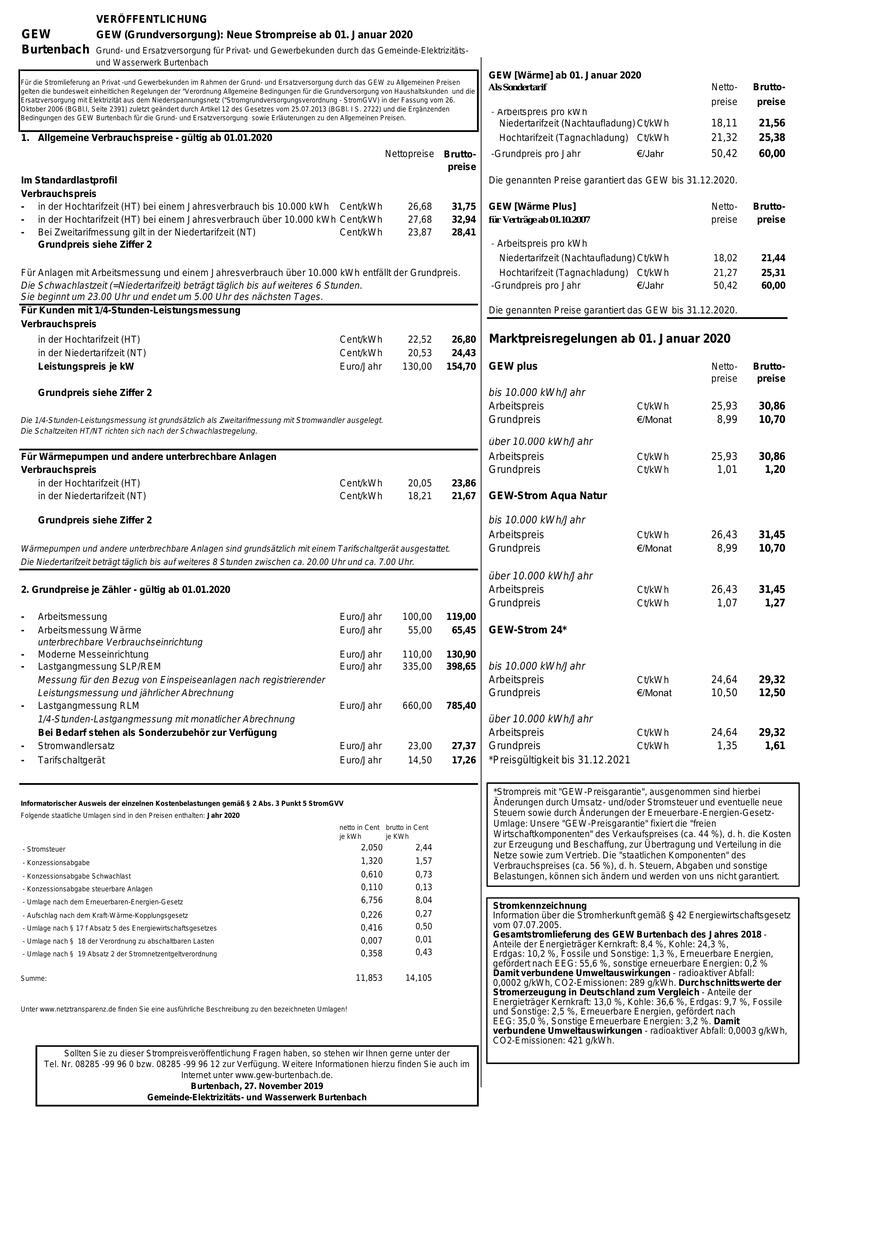 VERÖFFENTLICHUNG
GEW GEW (Grundversorgung): Neue Strompreise ab 01. Januar 2020
Burtenbach Grund- und Ersatzversorgung für Privat- und Gewerbekunden durch das Gemeinde-Elektrizitäts-
und Wasserwerk Burtenbach
Für die Stromlieferung an Privat -und Gewerbekunden im Rahmen der Grund- und Ersatzversorgung durch das GEW zu Allgemeinen Preisen
gelten die bundesweit einheitlichen Regelungen der "Verordnung Allgemeine Bedingungen für die Grundversorgung von Haushaltskunden und die
Ersatzversorgung mit Elektrizität aus dem Niederspannungsnetz ("Stromgrundversorgungsverordnung - StromGVV) in der Fassung vom 26.
Oktober 2006 (BGBl.I, Seite 2391) zuletzt geändert durch Artikel 12 des Gesetzes vom 25.07.2013 (BGBl. I S. 2722) und die Ergänzenden
Bedingungen des GEW Burtenbach für die Grund- und Ersatzversorgung sowie Erläuterungen zu den Allgemeinen Preisen.
1. Allgemeine Verbrauchspreise - gültig ab 01.01.2020
Nettopreise Brutto-
preise
Im Standardlastprofil
Verbrauchspreis
- in der Hochtarifzeit (HT) bei einem Jahresverbrauch bis 10.000 kWh Cent/kWh 26,68 31,75
- in der Hochtarifzeit (HT) bei einem Jahresverbrauch über 10.000 kWh Cent/kWh 27,68 32,94
- Bei Zweitarifmessung gilt in der Niedertarifzeit (NT) Cent/kWh 23,87 28,41
Grundpreis siehe Ziffer 2
Für Anlagen mit Arbeitsmessung und einem Jahresverbrauch über 10.000 kWh entfällt der Grundpreis.
Die Schwachlastzeit (=Niedertarifzeit) beträgt täglich bis auf weiteres 6 Stunden.
Sie beginnt um 23.00 Uhr und endet um 5.00 Uhr des nächsten Tages.
Für Kunden mit 1/4-Stunden-Leistungsmessung
Verbrauchspreis
in der Hochtarifzeit (HT) Cent/kWh 22,52 26,80
in der Niedertarifzeit (NT) Cent/kWh 20,53 24,43
Leistungspreis je kW Euro/Jahr 130,00 154,70
Grundpreis siehe Ziffer 2
Die 1/4-Stunden-Leistungsmessung ist grundsätzlich als Zweitarifmessung mit Stromwandler ausgelegt.
Die Schaltzeiten HT/NT richten sich nach der Schwachlastregelung.
Für Wärmepumpen und andere unterbrechbare Anlagen
Verbrauchspreis
in der Hochtarifzeit (HT) Cent/kWh 20,05 23,86
in der Niedertarifzeit (NT) Cent/kWh 18,21 21,67
Grundpreis siehe Ziffer 2
Wärmepumpen und andere unterbrechbare Anlagen sind grundsätzlich mit einem Tarifschaltgerät ausgestattet.
Die Niedertarifzeit beträgt täglich bis auf weiteres 8 Stunden zwischen ca. 20.00 Uhr und ca. 7.00 Uhr.
2. Grundpreise je Zähler - gültig ab 01.01.2020
- Arbeitsmessung Euro/Jahr 100,00 119,00
- Arbeitsmessung Wärme Euro/Jahr 55,00 65,45
unterbrechbare Verbrauchseinrichtung
- Moderne Messeinrichtung Euro/Jahr 110,00 130,90
- Lastgangmessung SLP/REM Euro/Jahr 335,00 398,65
Messung für den Bezug von Einspeiseanlagen nach registrierender
Leistungsmessung und jährlicher Abrechnung
- Lastgangmessung RLM Euro/Jahr 660,00 785,40
1/4-Stunden-Lastgangmessung mit monatlicher Abrechnung
Bei Bedarf stehen als Sonderzubehör zur Verfügung
- Stromwandlersatz Euro/Jahr 23,00 27,37
- Tarifschaltgerät Euro/Jahr 14,50 17,26
Informatorischer Ausweis der einzelnen Kostenbelastungen gemäß § 2 Abs. 3 Punkt 5 StromGVV
Folgende staatliche Umlagen sind in den Preisen enthalten: Jahr 2020
netto in Cent brutto in Cent
je kWh je KWh
- Stromsteuer 2,050 2,44
- Konzessionsabgabe 1,320 1,57
- Konzessionsabgabe Schwachlast 0,610 0,73
- Konzessionsabgabe steuerbare Anlagen 0,110 0,13
- Umlage nach dem Erneuerbaren-Energien-Gesetz 6,756 8,04
- Aufschlag nach dem Kraft-Wärme-Kopplungsgesetz 0,226 0,27
- Umlage nach § 17 f Absatz 5 des Energiewirtschaftsgesetzes 0,416 0,50
- Umlage nach § 18 der Verordnung zu abschaltbaren Lasten 0,007 0,01
- Umlage nach § 19 Absatz 2 der Stromnetzentgeltverordnung 0,358 0,43
Summe: 11,853 14,105
Unter www.netztransparenz.de finden Sie eine ausführliche Beschreibung zu den bezeichneten Umlagen!
Sollten Sie zu dieser Strompreisveröffentlichung Fragen haben, so stehen wir Ihnen gerne unter der
Tel. Nr. 08285 -99 96 0 bzw. 08285 -99 96 12 zur Verfügung. Weitere Informationen hierzu finden Sie auch im
Internet unter www.gew-burtenbach.de.
Burtenbach, 27. November 2019
Gemeinde-Elektrizitäts- und Wasserwerk Burtenbach
GEW [Wärme] ab 01. Januar 2020
Als Sondertarif Netto- Brutto-
preise preise
- Arbeitspreis pro kWh
Niedertarifzeit (Nachtaufladung) Ct/kWh 18,11 21,56
Hochtarifzeit (Tagnachladung) Ct/kWh 21,32 25,38
-Grundpreis pro Jahr €/Jahr 50,42 60,00
Die genannten Preise garantiert das GEW bis 31.12.2020.
GEW [Wärme Plus] Netto- Brutto-
für Verträge ab 01.10.2007 preise preise
- Arbeitspreis pro kWh
Niedertarifzeit (Nachtaufladung) Ct/kWh 18,02 21,44
Hochtarifzeit (Tagnachladung) Ct/kWh 21,27 25,31
-Grundpreis pro Jahr €/Jahr 50,42 60,00
Die genannten Preise garantiert das GEW bis 31.12.2020.
Marktpreisregelungen ab 01. Januar 2020
GEW plus Netto- Brutto-
preise preise
bis 10.000 kWh/Jahr
Arbeitspreis Ct/kWh 25,93 30,86
Grundpreis €/Monat 8,99 10,70
über 10.000 kWh/Jahr
Arbeitspreis Ct/kWh 25,93 30,86
Grundpreis Ct/kWh 1,01 1,20
GEW-Strom Aqua Natur
bis 10.000 kWh/Jahr
Arbeitspreis Ct/kWh 26,43 31,45
Grundpreis €/Monat 8,99 10,70
über 10.000 kWh/Jahr
Arbeitspreis Ct/kWh 26,43 31,45
Grundpreis Ct/kWh 1,07 1,27
GEW-Strom 24*
bis 10.000 kWh/Jahr
Arbeitspreis Ct/kWh 24,64 29,32
Grundpreis €/Monat 10,50 12,50
über 10.000 kWh/Jahr
Arbeitspreis Ct/kWh 24,64 29,32
Grundpreis Ct/kWh 1,35 1,61
*Preisgültigkeit bis 31.12.2021
*Strompreis mit "GEW-Preisgarantie", ausgenommen sind hierbei
Änderungen durch Umsatz- und/oder Stromsteuer und eventuelle neue
Steuern sowie durch Änderungen der Erneuerbare-Energien-Gesetz-
Umlage: Unsere "GEW-Preisgarantie" fixiert die "freien
Wirtschaftkomponenten" des Verkaufspreises (ca. 44 %), d. h. die Kosten
zur Erzeugung und Beschaffung, zur Übertragung und Verteilung in die
Netze sowie zum Vertrieb. Die "staatlichen Komponenten" des
Verbrauchspreises (ca. 56 %), d. h. Steuern, Abgaben und sonstige
Belastungen, können sich ändern und werden von uns nicht garantiert.
Stromkennzeichnung
Information über die Stromherkunft gemäß § 42 Energiewirtschaftsgesetz
vom 07.07.2005.
Gesamtstromlieferung des GEW Burtenbach des Jahres 2018 -
Anteile der Energieträger Kernkraft: 8,4 %, Kohle: 24,3 %,
Erdgas: 10,2 %, Fossile und Sonstige: 1,3 %, Erneuerbare Energien,
gefördert nach EEG: 55,6 %, sonstige erneuerbare Energien: 0,2 %
Damit verbundene Umweltauswirkungen - radioaktiver Abfall:
0,0002 g/kWh, CO2-Emissionen: 289 g/kWh. Durchschnittswerte der
Stromerzeugung in Deutschland zum Vergleich - Anteile der
Energieträger Kernkraft: 13,0 %, Kohle: 36,6 %, Erdgas: 9,7 %, Fossile
und Sonstige: 2,5 %, Erneuerbare Energien, gefördert nach
EEG: 35,0 %, Sonstige Erneuerbare Energien: 3,2 %. Damit
verbundene Umweltauswirkungen - radioaktiver Abfall: 0,0003 g/kWh,
CO2-Emissionen: 421 g/kWh.